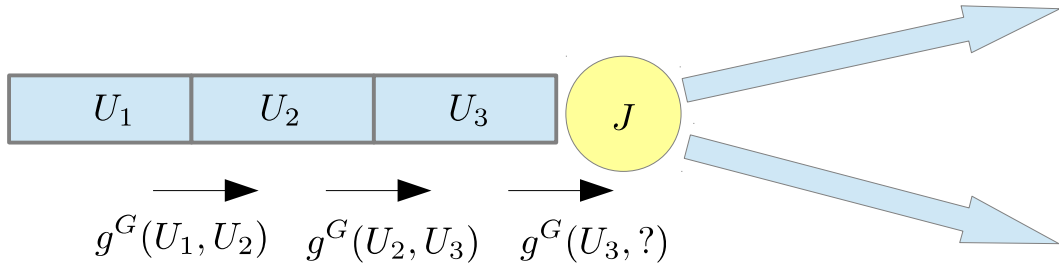 U₁ U₂ U₃ J
g^G(U₁, U₂) g^G(U₂, U₃) g^G(U₃, ?)